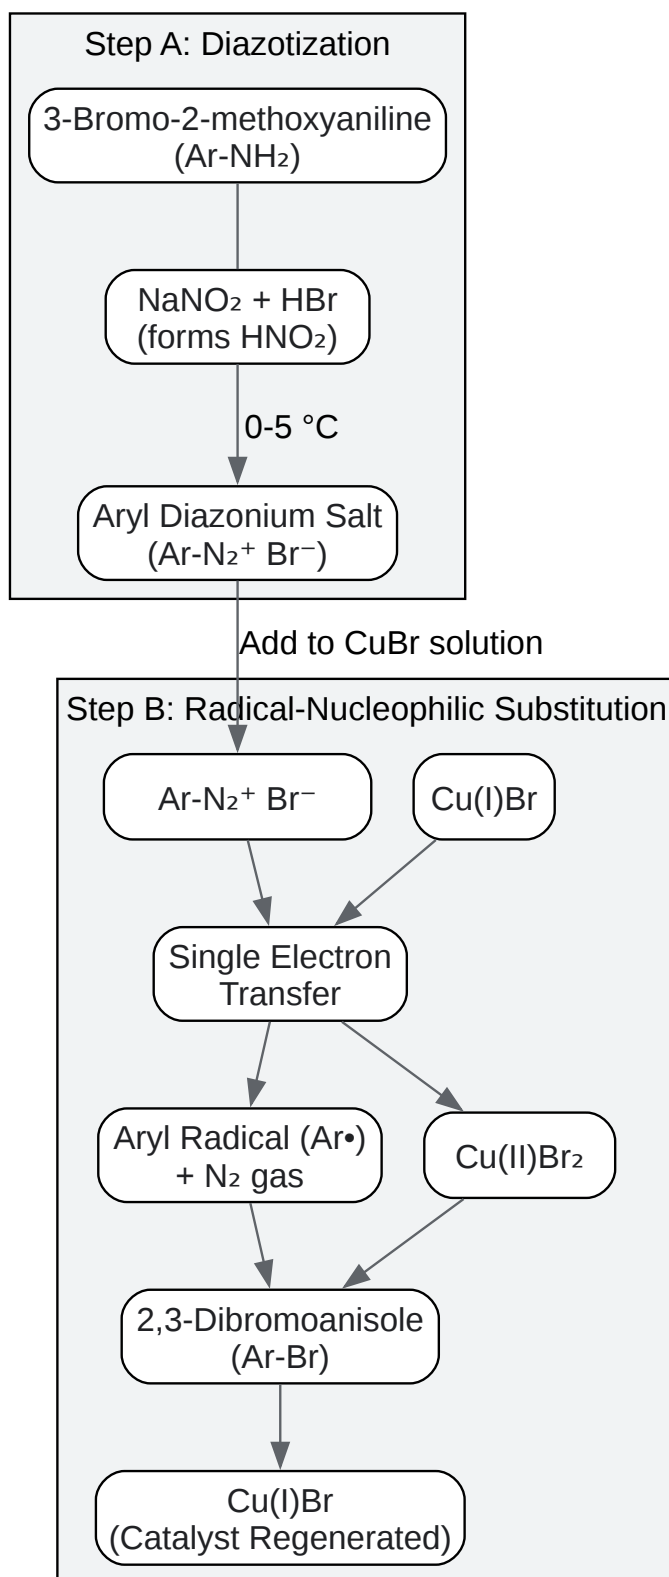 Step A: Diazotization
3-Bromo-2-methoxyaniline
(Ar-NH₂)
NaNO₂ + HBr
(forms HNO₂)
0-5 °C
Aryl Diazonium Salt
(Ar-N₂⁺ Br⁻)
Add to CuBr solution
Step B: Radical-Nucleophilic Substitution
Ar-N₂⁺ Br⁻
Cu(I)Br
Single Electron
Transfer
Aryl Radical (Ar•)
+ N₂ gas
Cu(II)Br₂
2,3-Dibromoanisole
(Ar-Br)
Cu(I)Br
(Catalyst Regenerated)